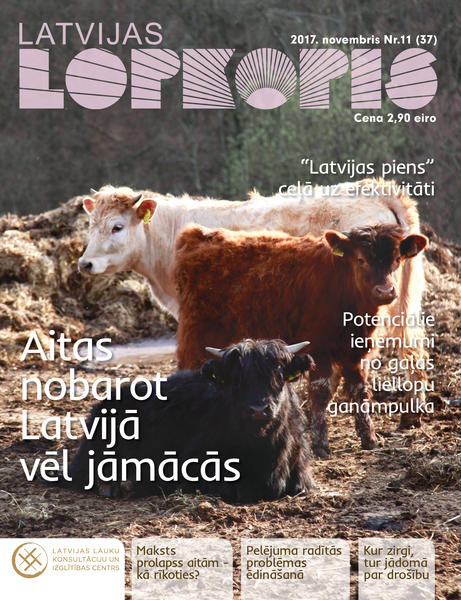 LATVIJAS
LOPKOPIS
2017. novembris Nr.11 (37)
Cena 2,90 eiro
“Latvijas piens”
ceļā uz efektivitāti
Potenciālie
ieņēmumi
no gaļas
liellopu
ganāmpulka
Aitas
nobarot
Latvijā
vēl jāmācās
LATVIJAS LAUKU
KONSULTĀCIJU UN
IZGLĪTĪBAS CENTRS
Maksts
prolapss aitām –
kā rīkoties?
Pelējuma radītās
problēmas
ēdināšanā
Kur zirgi,
tur jādomā
par drošību